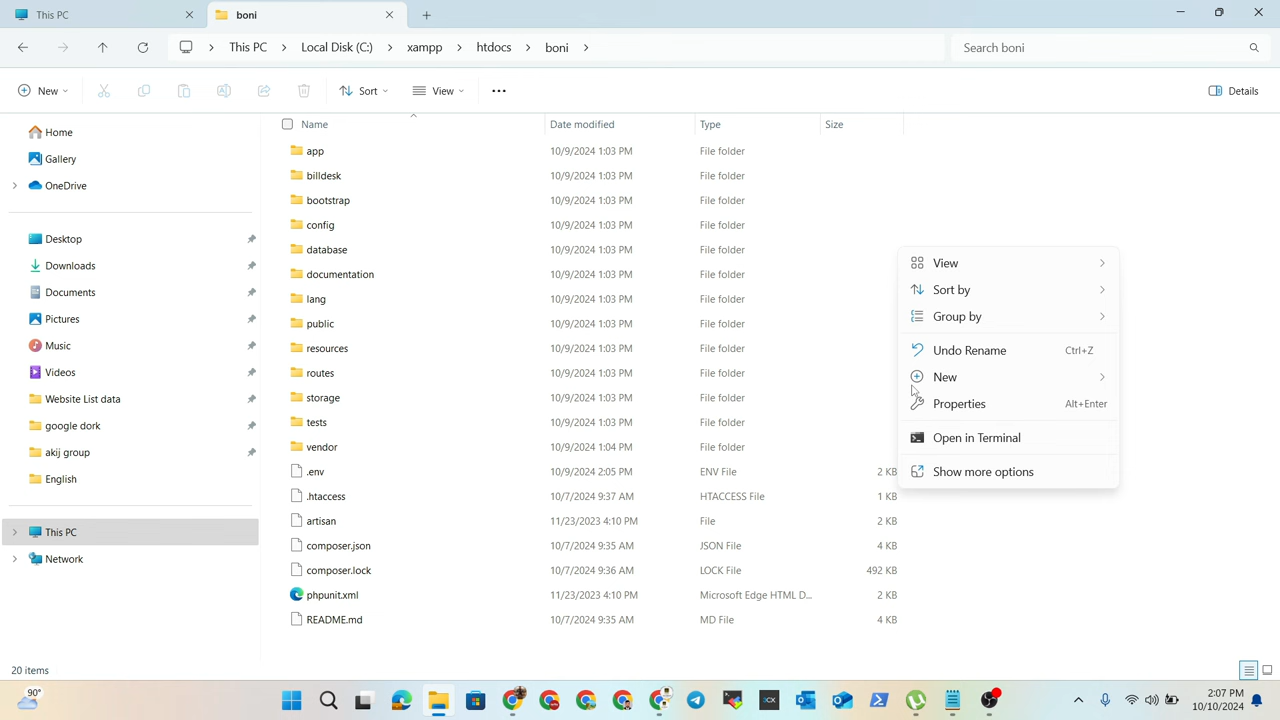 This PC
boni
This PC > Local Disk (C:) > xampp > htdocs > boni >
Search boni
New
Sort
View
Details
Name Date modified Type Size
Home
Gallery
OneDrive
Desktop
Downloads
Documents
Pictures
Music
Videos
Website List data
google dork
akij group
English
This PC
Network
app 10/9/2024 1:03 PM File folder
billdesk 10/9/2024 1:03 PM File folder
bootstrap 10/9/2024 1:03 PM File folder
config 10/9/2024 1:03 PM File folder
database 10/9/2024 1:03 PM File folder
documentation 10/9/2024 1:03 PM File folder
lang 10/9/2024 1:03 PM File folder
public 10/9/2024 1:03 PM File folder
resources 10/9/2024 1:03 PM File folder
routes 10/9/2024 1:03 PM File folder
storage 10/9/2024 1:03 PM File folder
tests 10/9/2024 1:03 PM File folder
vendor 10/9/2024 1:04 PM File folder
.env 10/9/2024 2:05 PM ENV File 2 KB
.htaccess 10/7/2024 9:37 AM HTACCESS File 1 KB
artisan 11/23/2023 4:10 PM File 2 KB
composer.json 10/7/2024 9:35 AM JSON File 4 KB
composer.lock 10/7/2024 9:36 AM LOCK File 492 KB
phpunit.xml 11/23/2023 4:10 PM Microsoft Edge HTML D... 2 KB
README.md 10/7/2024 9:35 AM MD File 4 KB
View
Sort by
Group by
Undo Rename Ctrl+Z
New
Properties Alt+Enter
Open in Terminal
Show more options
20 items
90°
2:07 PM
10/10/2024